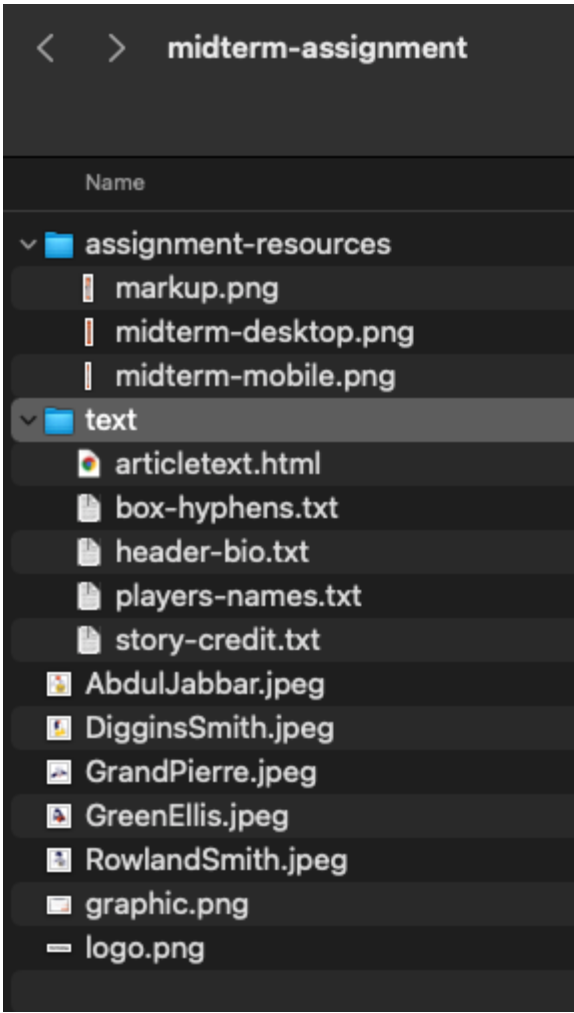 midterm-assignment
Name
assignment-resources
markup.png
midterm-desktop.png
midterm-mobile.png
text
articletext.html
box-hyphens.txt
header-bio.txt
players-names.txt
story-credit.txt
AbdulJabbar.jpeg
DigginsSmith.jpeg
GrandPierre.jpeg
GreenEllis.jpeg
RowlandSmith.jpeg
graphic.png
logo.png